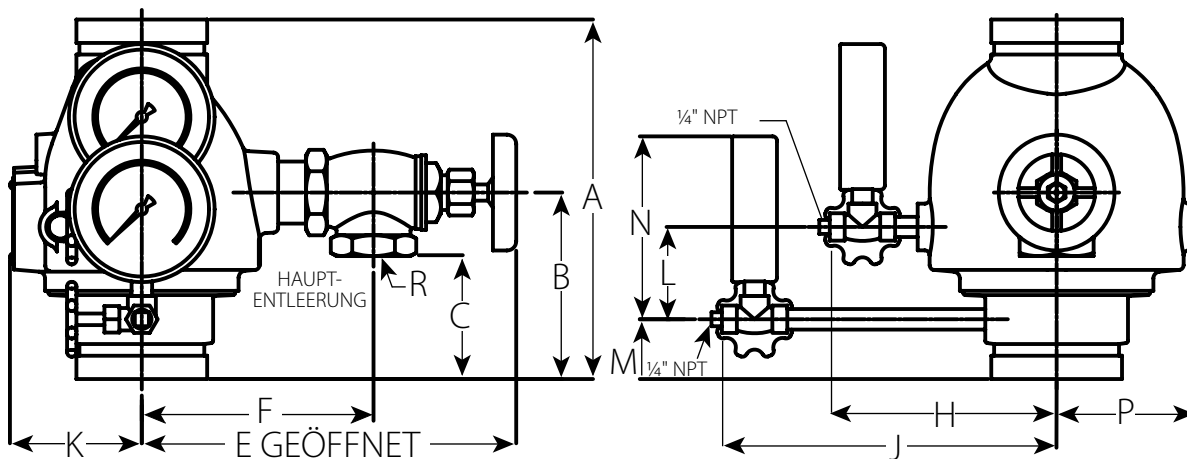 A
B
C
R
HAUPT-
ENTLEERUNG
F
K
E GEÖFFNET
¼" NPT
N
L
M
¼" NPT
H
P
J